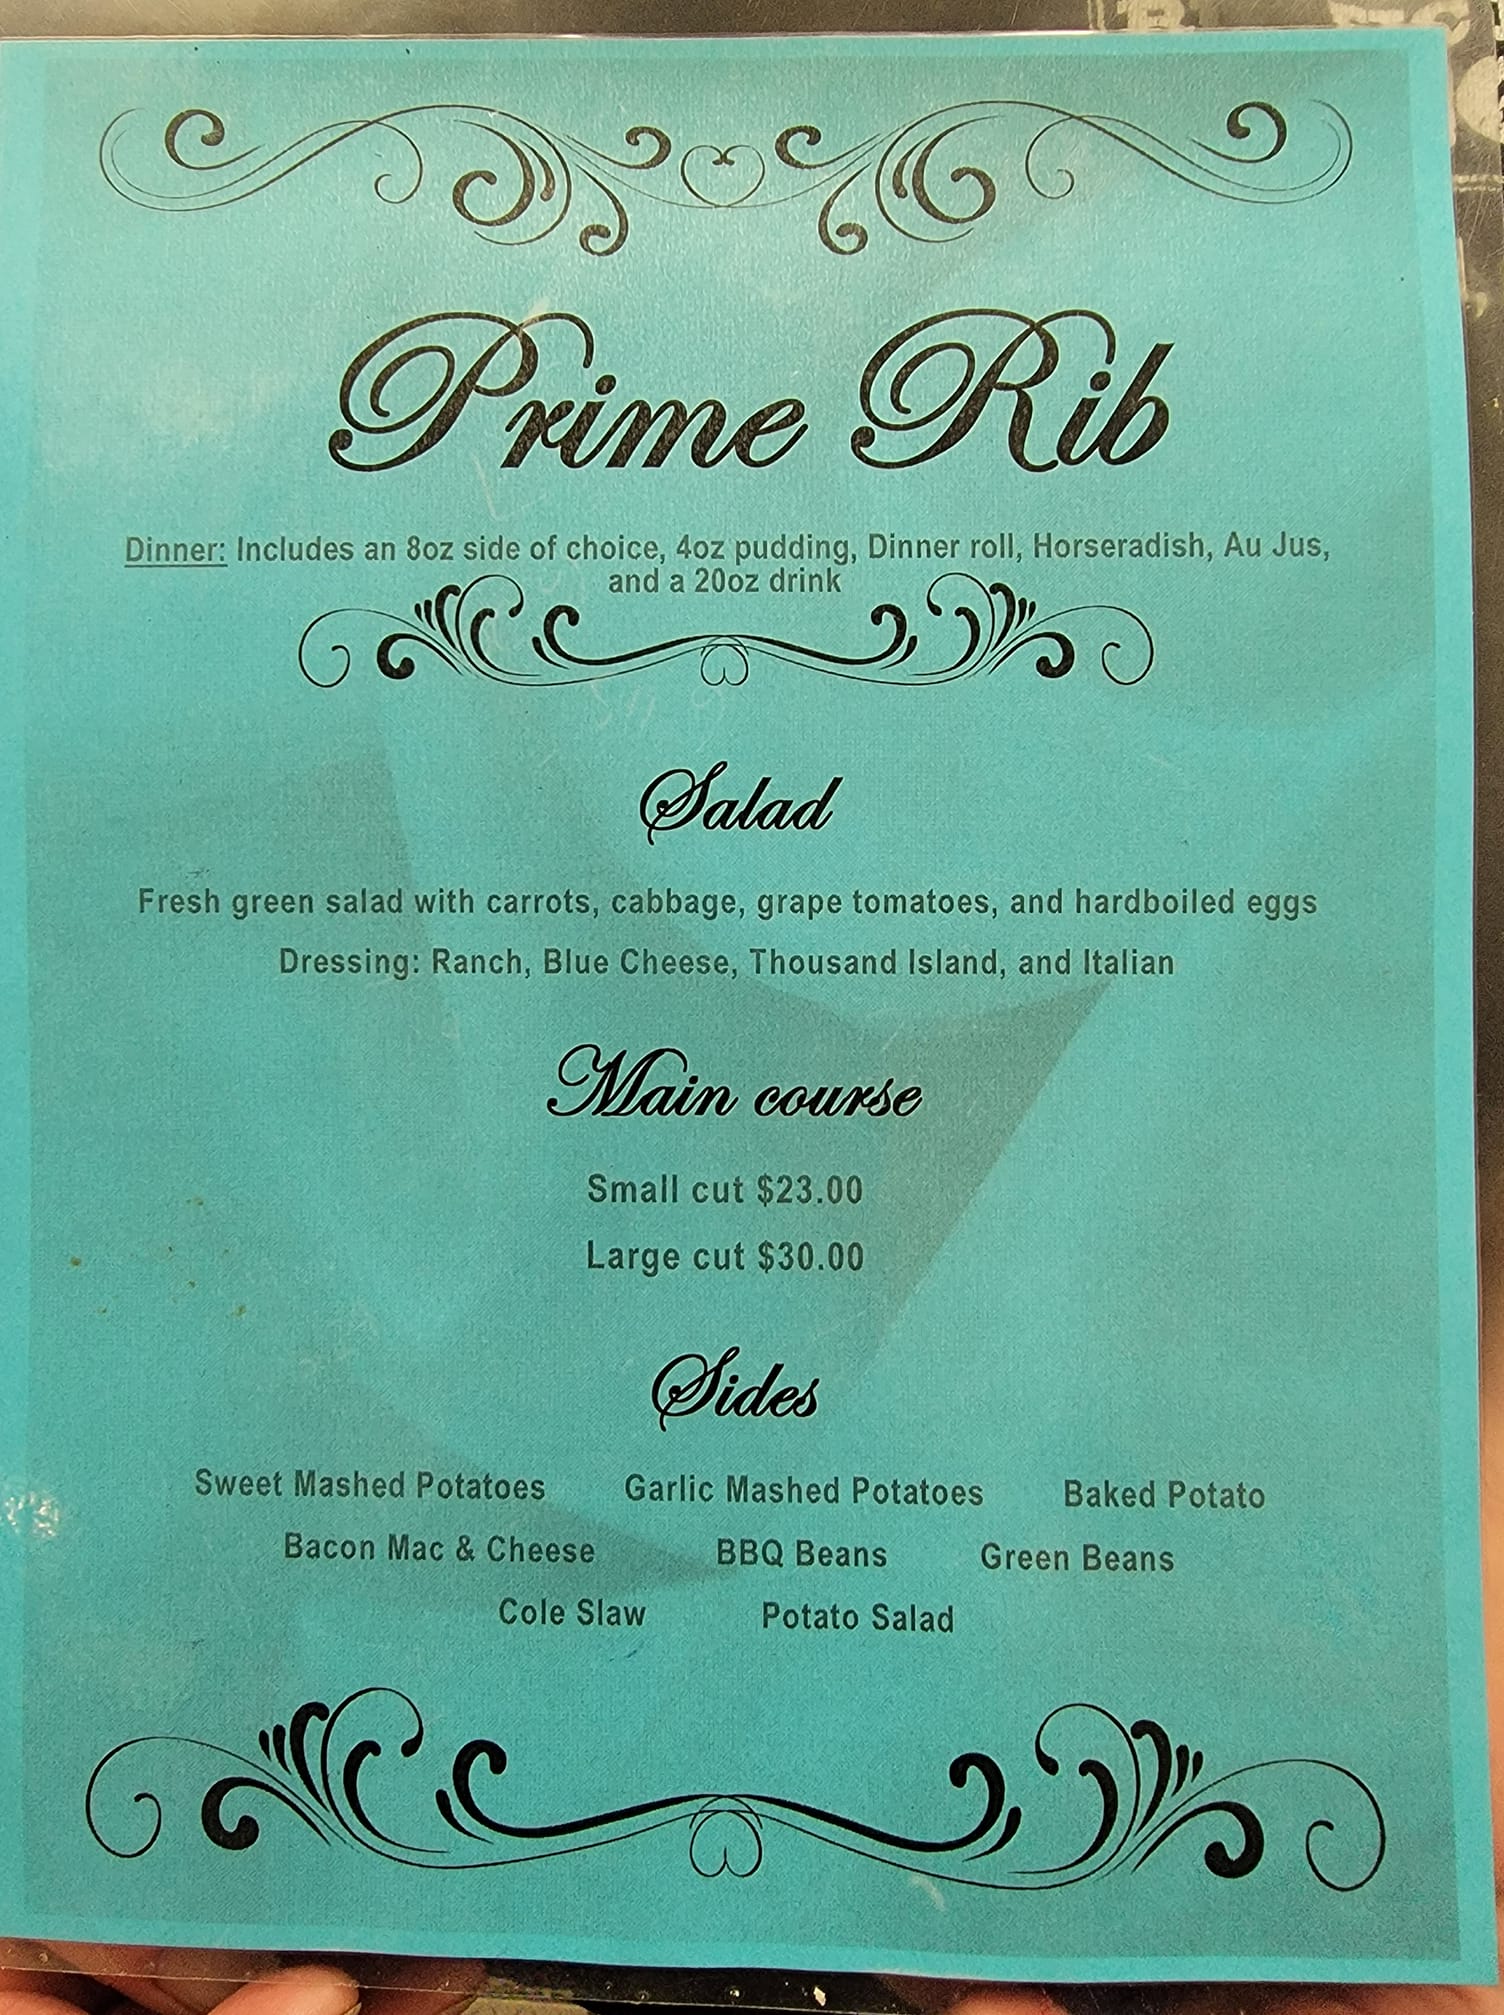 Prime Rib
Dinner: Includes an 8oz side of choice, 4oz pudding, Dinner roll, Horseradish, Au Jus,
and a 20oz drink
Salad
Fresh green salad with carrots, cabbage, grape tomatoes, and hardboiled eggs
Dressing: Ranch, Blue Cheese, Thousand Island, and Italian
Main course
Small cut $23.00
Large cut $30.00
Sides
Sweet Mashed Potatoes Garlic Mashed Potatoes Baked Potato
Bacon Mac & Cheese BBQ Beans Green Beans
Cole Slaw Potato Salad